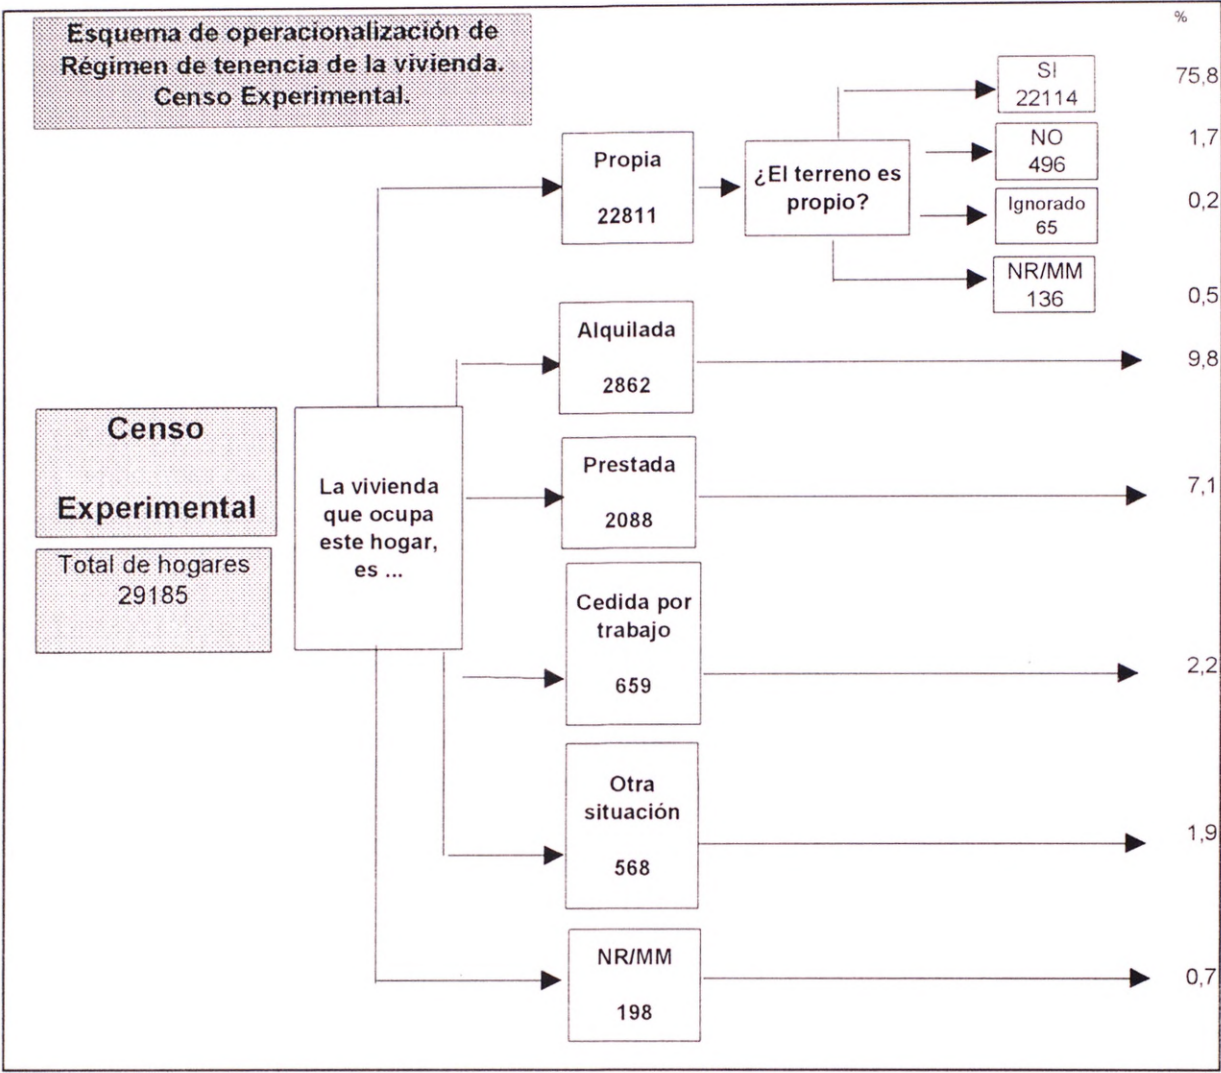 Esquema de operacionalización de
Régimen de tenencia de la vivienda.
Censo Experimental.
%
SI
22114
75,8
NO
496
1,7
Ignorado
65
0,2
NR/MM
136
0,5
Propia
22811
¿El terreno es
propio?
Alquilada
2862
9,8
Censo
Experimental
Total de hogares
29185
La vivienda
que ocupa
este hogar,
es ...
Prestada
2088
7,1
Cedida por
trabajo
659
2,2
Otra
situación
568
1,9
NR/MM
198
0,7